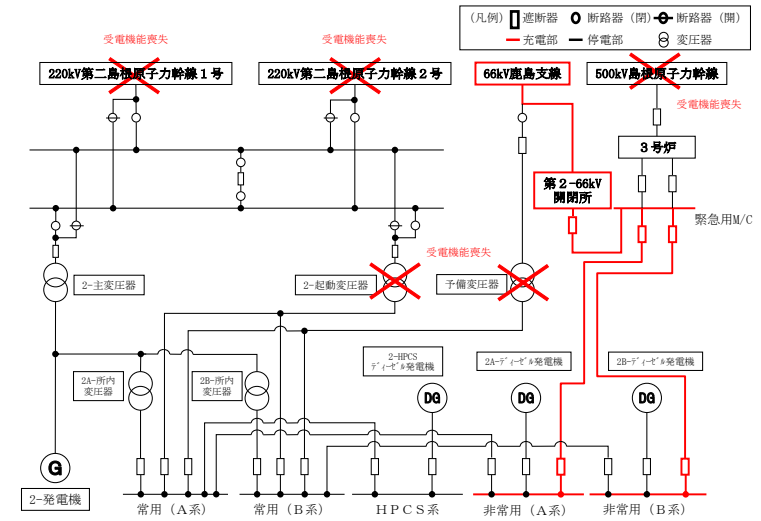 (凡例) 遮断器 断路器（閉） 断路器（開）
充電部 停電部 変圧器
受電機能喪失
受電機能喪失
220kV第二島根原子力幹線１号
220kV第二島根原子力幹線２号
66kV鹿島支線
500kV島根原子力幹線
受電機能喪失
３号炉
第２-66kV
開閉所
緊急用M/C
受電機能喪失
2-主変圧器
2-起動変圧器
予備変圧器
2-HPCS
ﾃﾞｨｰｾﾞﾙ発電機
2A-ﾃﾞｨｰｾﾞﾙ発電機
2B-ﾃﾞｨｰｾﾞﾙ発電機
2A-所内
変圧器
2B-所内
変圧器
DG
DG
DG
G
2-発電機
常用（Ａ系）
常用（Ｂ系）
ＨＰＣＳ系
非常用（Ａ系）
非常用（Ｂ系）